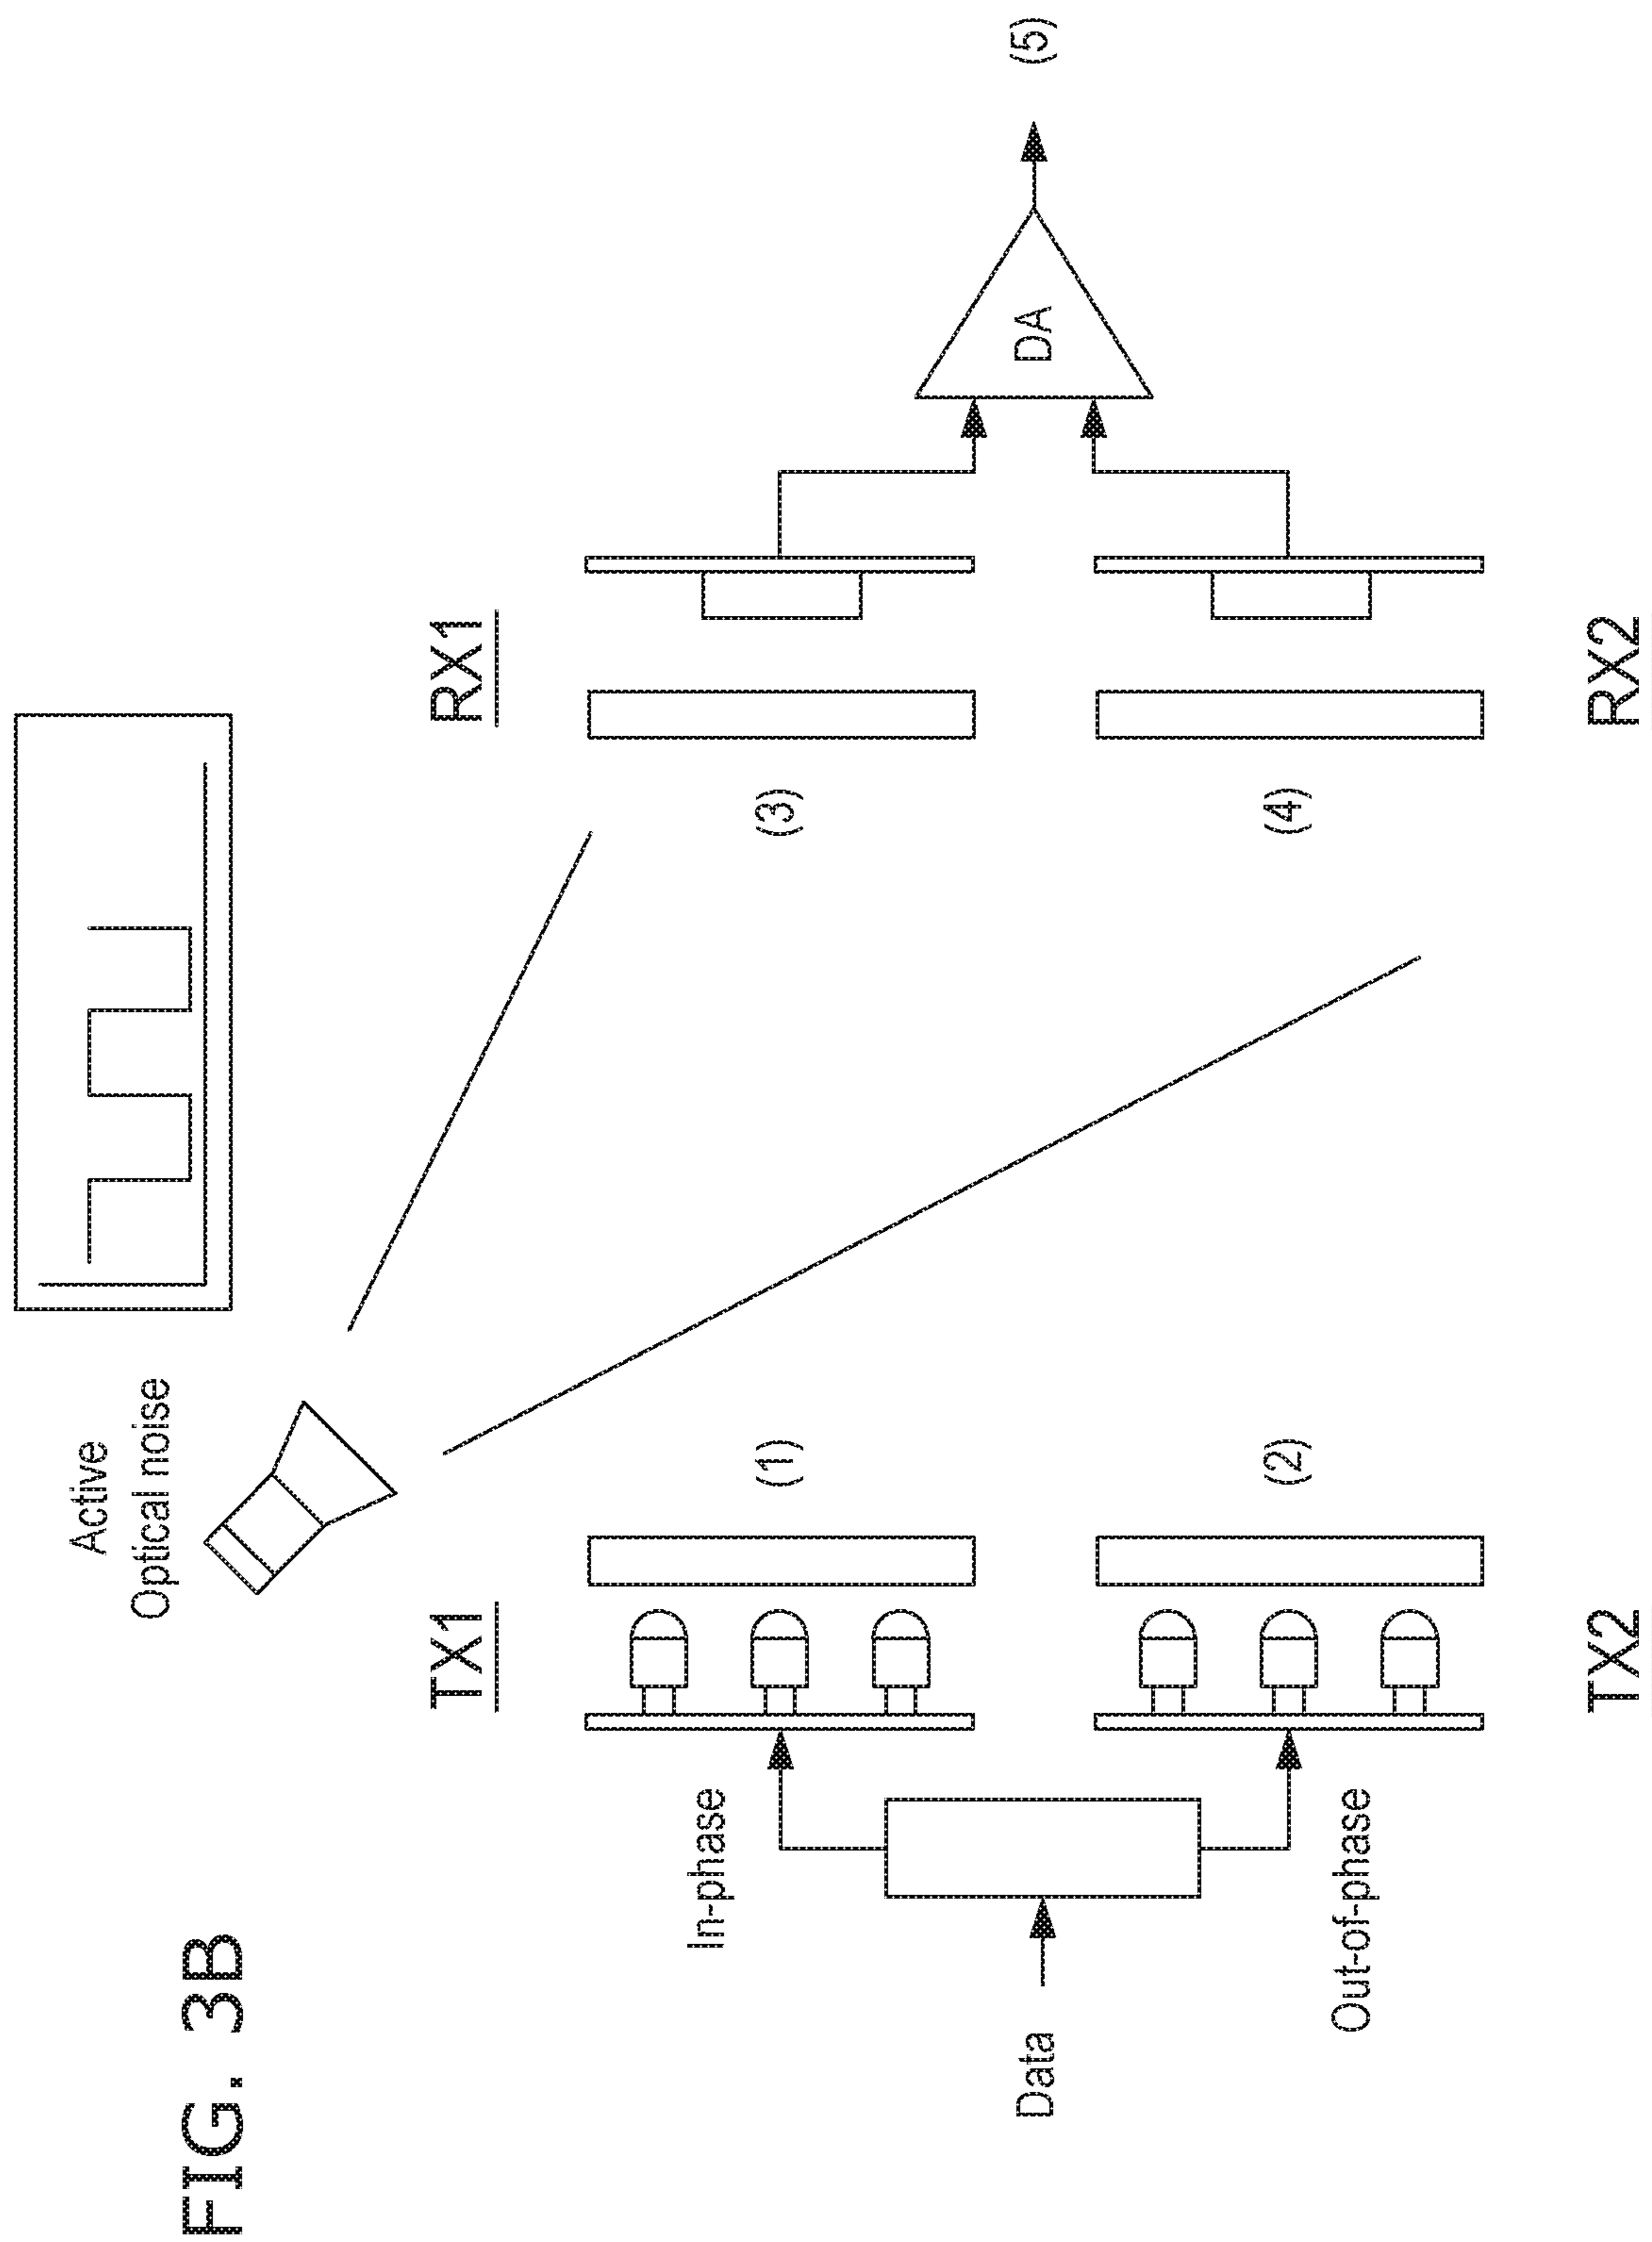 FIG. 3B
Active
Optical noise
TX1
RX1
In-phase
(1)
(3)
Data
DA
(5)
Out-of-phase
(2)
(4)
TX2
RX2